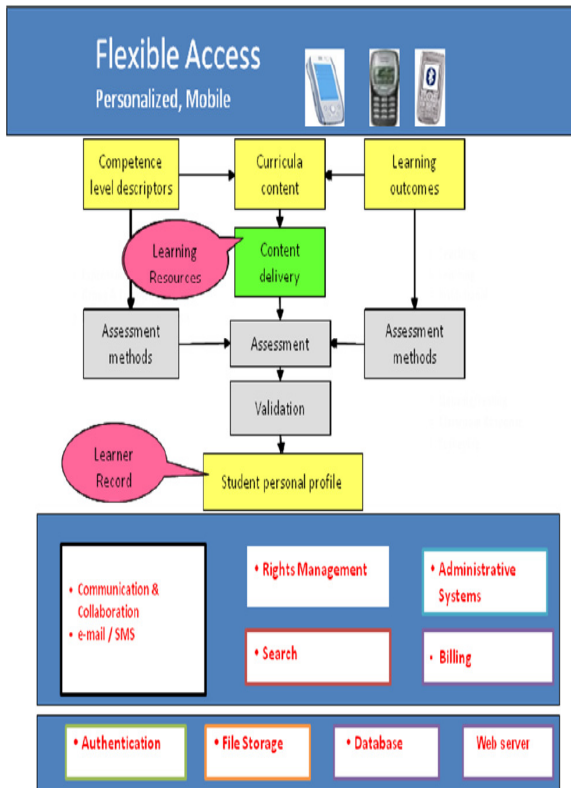 Flexible Access
Personalized, Mobile
Competence
level descriptors
Curricula
content
Learning
outcomes
Learning
Resources
Content
delivery
Assessment
methods
Assessment
Assessment
methods
Validation
Learner
Record
Student personal profile
• Communication &
Collaboration
• e-mail / SMS
• Rights Management
• Administrative
Systems
• Search
• Billing
• Authentication
• File Storage
• Database
Web server